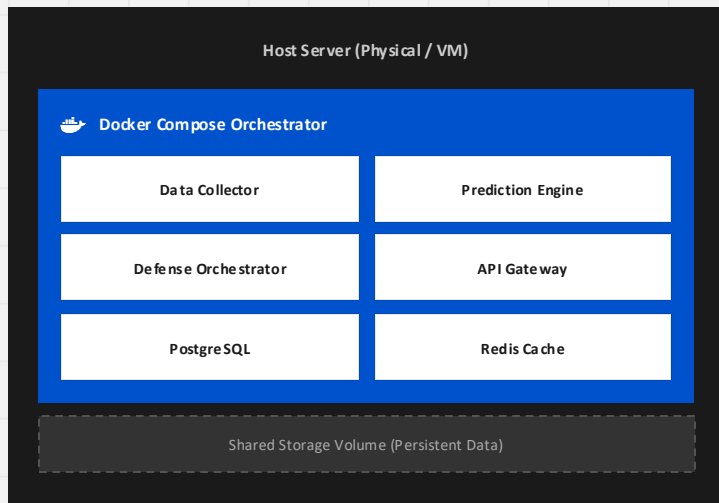 Host Server (Physical / VM)
Docker Compose Orchestrator
Data Collector
Prediction Engine
Defense Orchestrator
API Gateway
PostgreSQL
Redis Cache
Shared Storage Volume (Persistent Data)